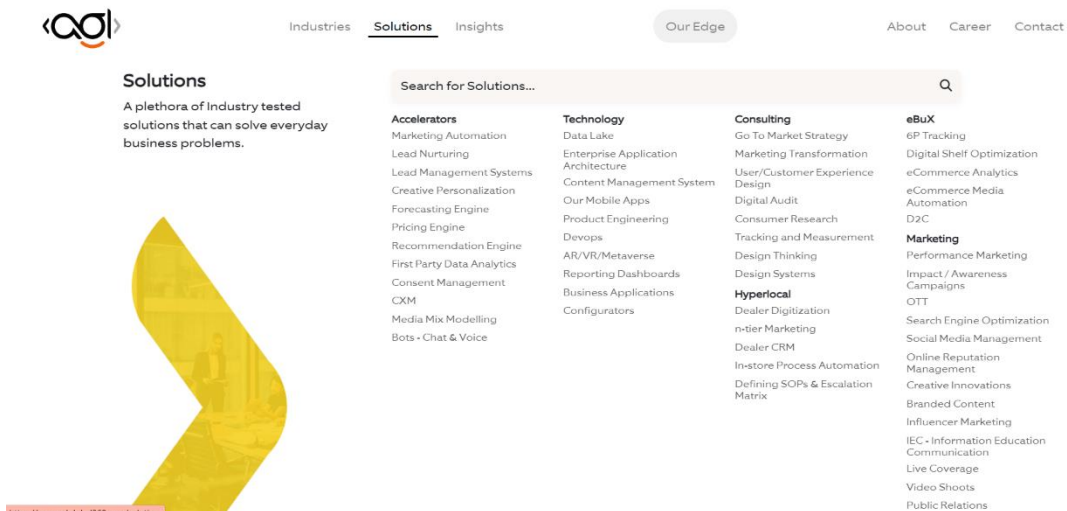 Industries Solutions Insights Our Edge About Career Contact
Solutions
A plethora of Industry tested
solutions that can solve everyday
business problems.
Search for Solutions...
Accelerators
Marketing Automation
Lead Nurturing
Lead Management Systems
Creative Personalization
Forecasting Engine
Pricing Engine
Recommendation Engine
First Party Data Analytics
Consent Management
CXM
Media Mix Modelling
Bots - Chat & Voice
Technology
Data Lake
Enterprise Application
Architecture
Content Management System
Our Mobile Apps
Product Engineering
Devops
AR/VR/Metaverse
Reporting Dashboards
Business Applications
Configurators
Consulting
Go To Market Strategy
Marketing Transformation
User/Customer Experience
Design
Digital Audit
Consumer Research
Tracking and Measurement
Design Thinking
Design Systems
Hyperlocal
Dealer Digitization
n-tier Marketing
Dealer CRM
In-store Process Automation
Defining SOPs & Escalation
Matrix
eBuX
6P Tracking
Digital Shelf Optimization
eCommerce Analytics
eCommerce Media
Automation
D2C
Marketing
Performance Marketing
Impact / Awareness
Campaigns
OTT
Search Engine Optimization
Social Media Management
Online Reputation
Management
Creative Innovations
Branded Content
Influencer Marketing
IEC - Information Education
Communication
Live Coverage
Video Shoots
Public Relations